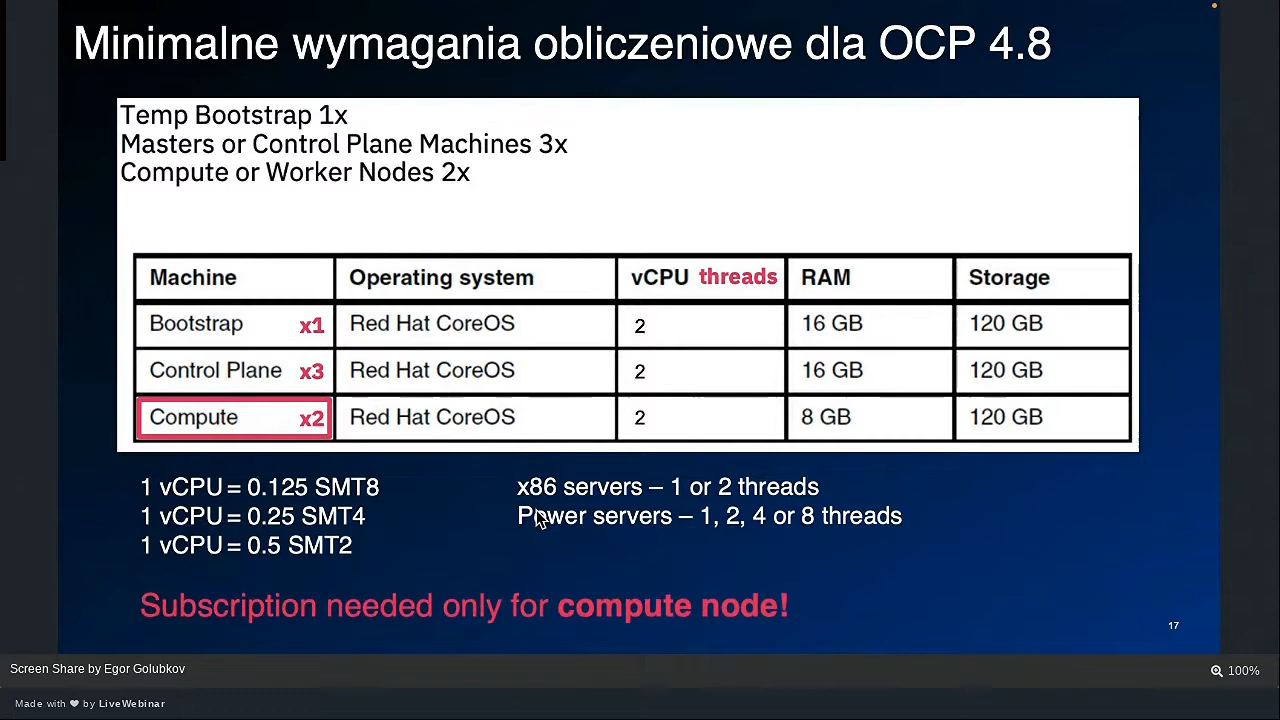 Minimalne wymagania obliczeniowe dla OCP 4.8
Temp Bootstrap 1x
Masters or Control Plane Machines 3x
Compute or Worker Nodes 2x
Machine Operating system vCPU threads RAM Storage
Bootstrap x1 Red Hat CoreOS 2 16 GB 120 GB
Control Plane x3 Red Hat CoreOS 2 16 GB 120 GB
Compute x2 Red Hat CoreOS 2 8 GB 120 GB
1 vCPU = 0.125 SMT8
1 vCPU = 0.25 SMT4
1 vCPU = 0.5 SMT2
x86 servers – 1 or 2 threads
Power servers – 1, 2, 4 or 8 threads
Subscription needed only for compute node!
17
Screen Share by Egor Golubkov
100%
Made with ❤ by LiveWebinar